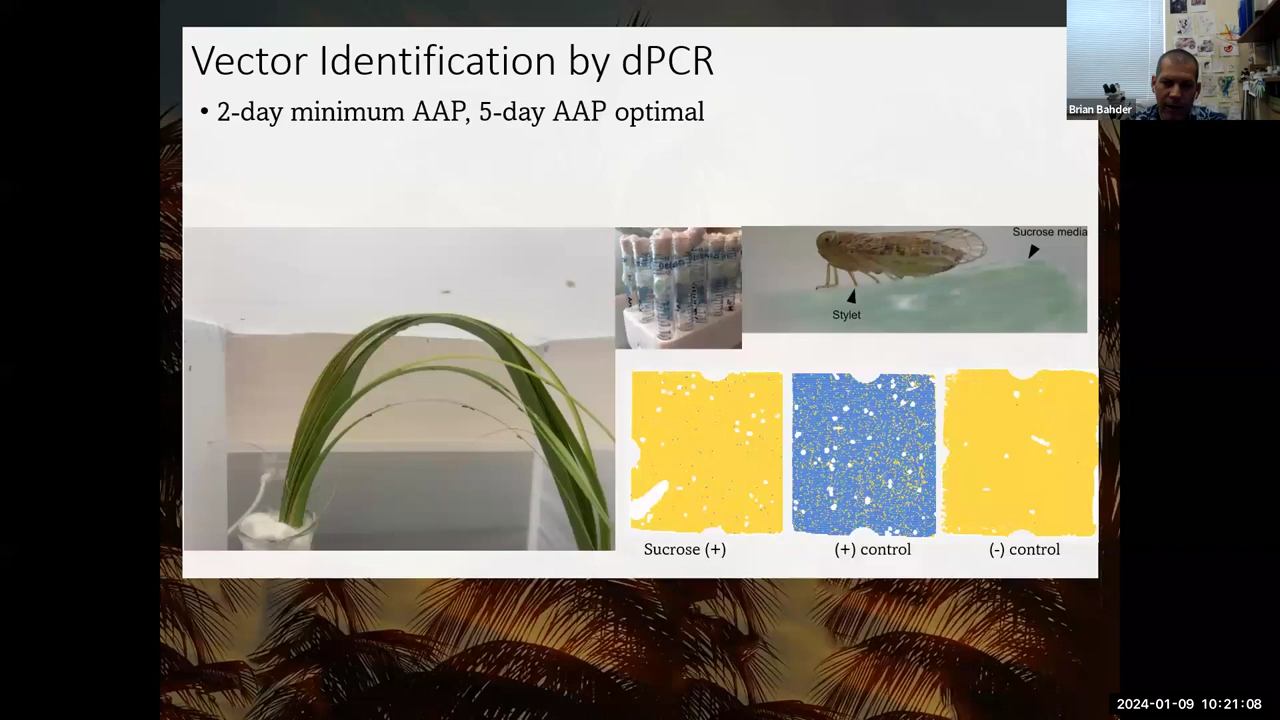 Vector Identification by dPCR
• 2-day minimum AAP, 5-day AAP optimal
Brian Bahder
Sucrose media
Stylet
Sucrose (+)
(+) control
(-) control
2024-01-09 10:21:08